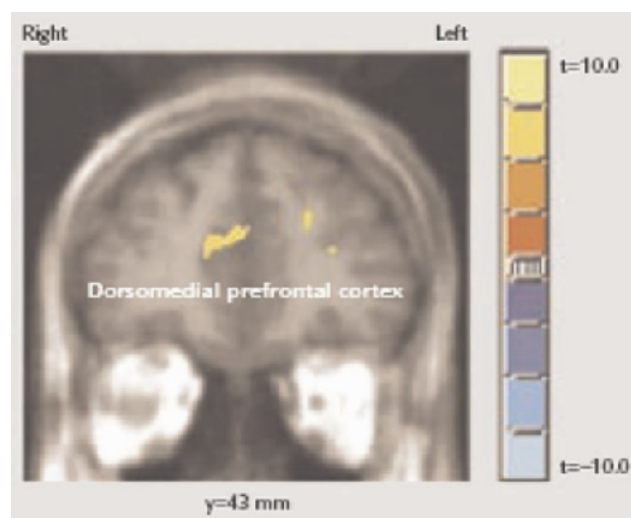 Right
Left
t=10.0
Dorsomedial prefrontal cortex
t=-10.0
y=43 mm